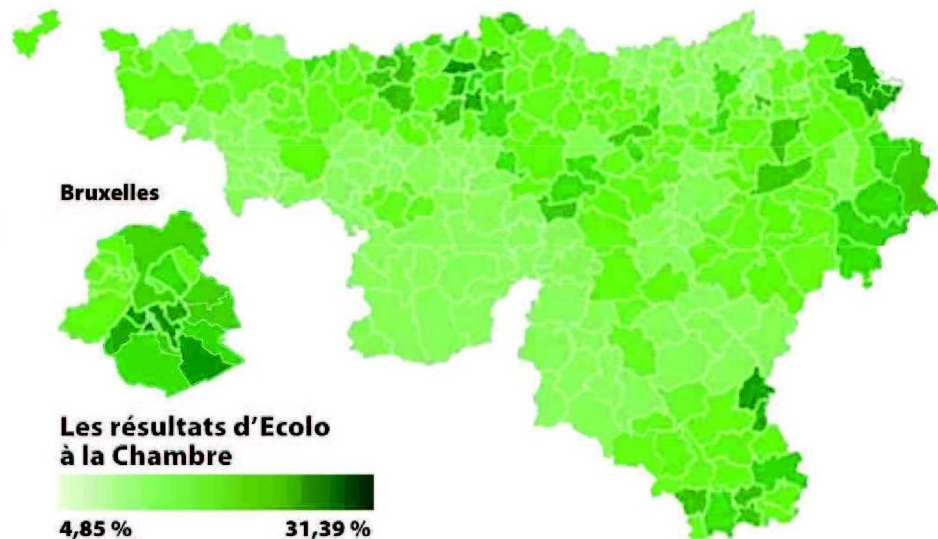 Bruxelles
Les résultats d'Ecolo
à la Chambre
4,85 % 31,39 %